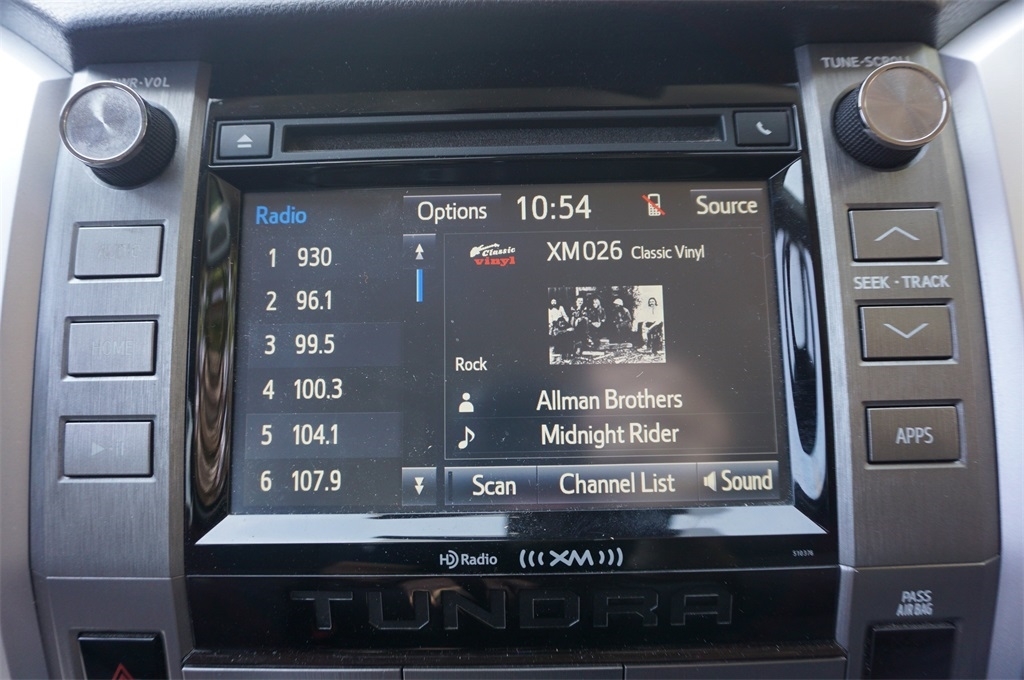 PWR·VOL
TUNE·SCROLL
Radio
Options
10:54
Source
1 930
2 96.1
3 99.5
4 100.3
5 104.1
6 107.9
Classic
vinyl
XM026 Classic Vinyl
Rock
Allman Brothers
Midnight Rider
Scan
Channel List
Sound
HOME
SEEK · TRACK
APPS
HD Radio
((( XM )))
510376
TUNDRA
PASS
AIR BAG